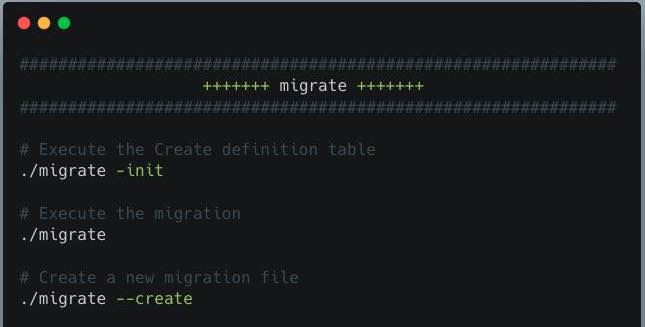 ##############################################################
+++++++ migrate +++++++
##############################################################
# Execute the Create definition table
./migrate -init
# Execute the migration
./migrate
# Create a new migration file
./migrate --create